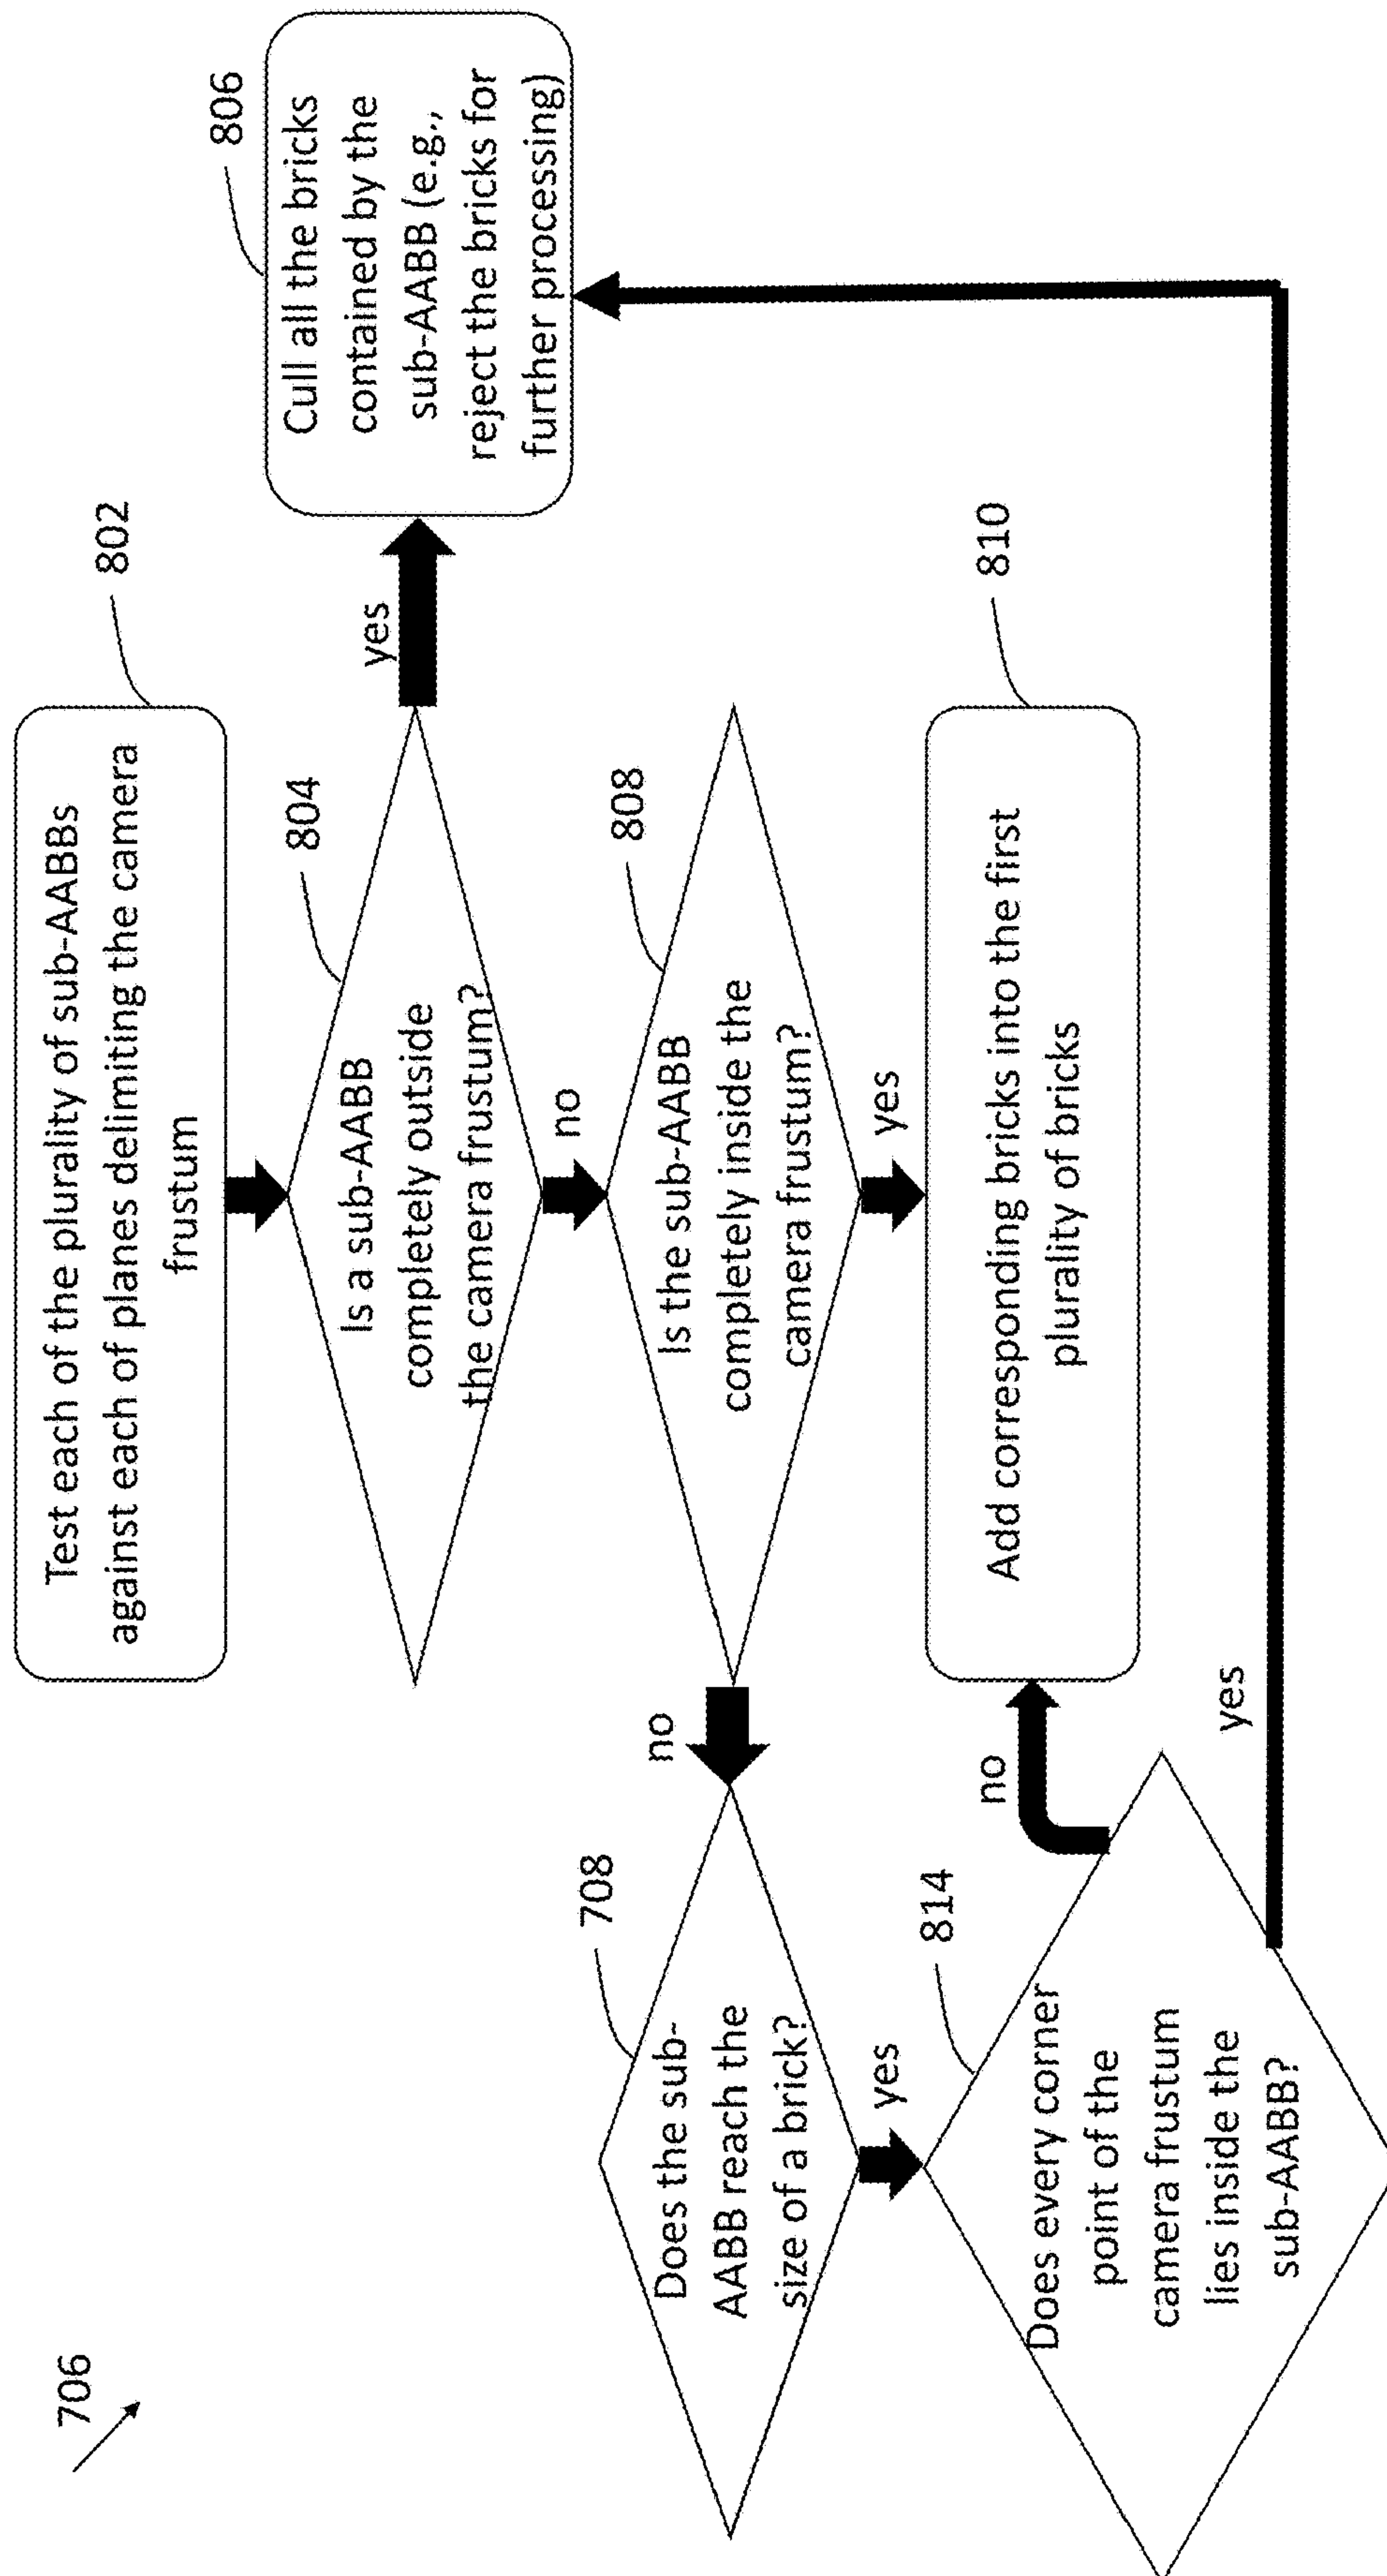 706
Test each of the plurality of sub-AABBs
against each of planes delimiting the camera
frustum
802
Is a sub-AABB
completely outside
the camera frustum?
804
yes
Cull all the bricks
contained by the
sub-AABB (e.g.,
reject the bricks for
further processing)
806
no
Is the sub-AABB
completely inside the
camera frustum?
808
no
yes
Does the sub-
AABB reach the
size of a brick?
708
yes
Add corresponding bricks into the first
plurality of bricks
810
Does every corner
point of the
camera frustum
lies inside the
sub-AABB?
814
no
yes